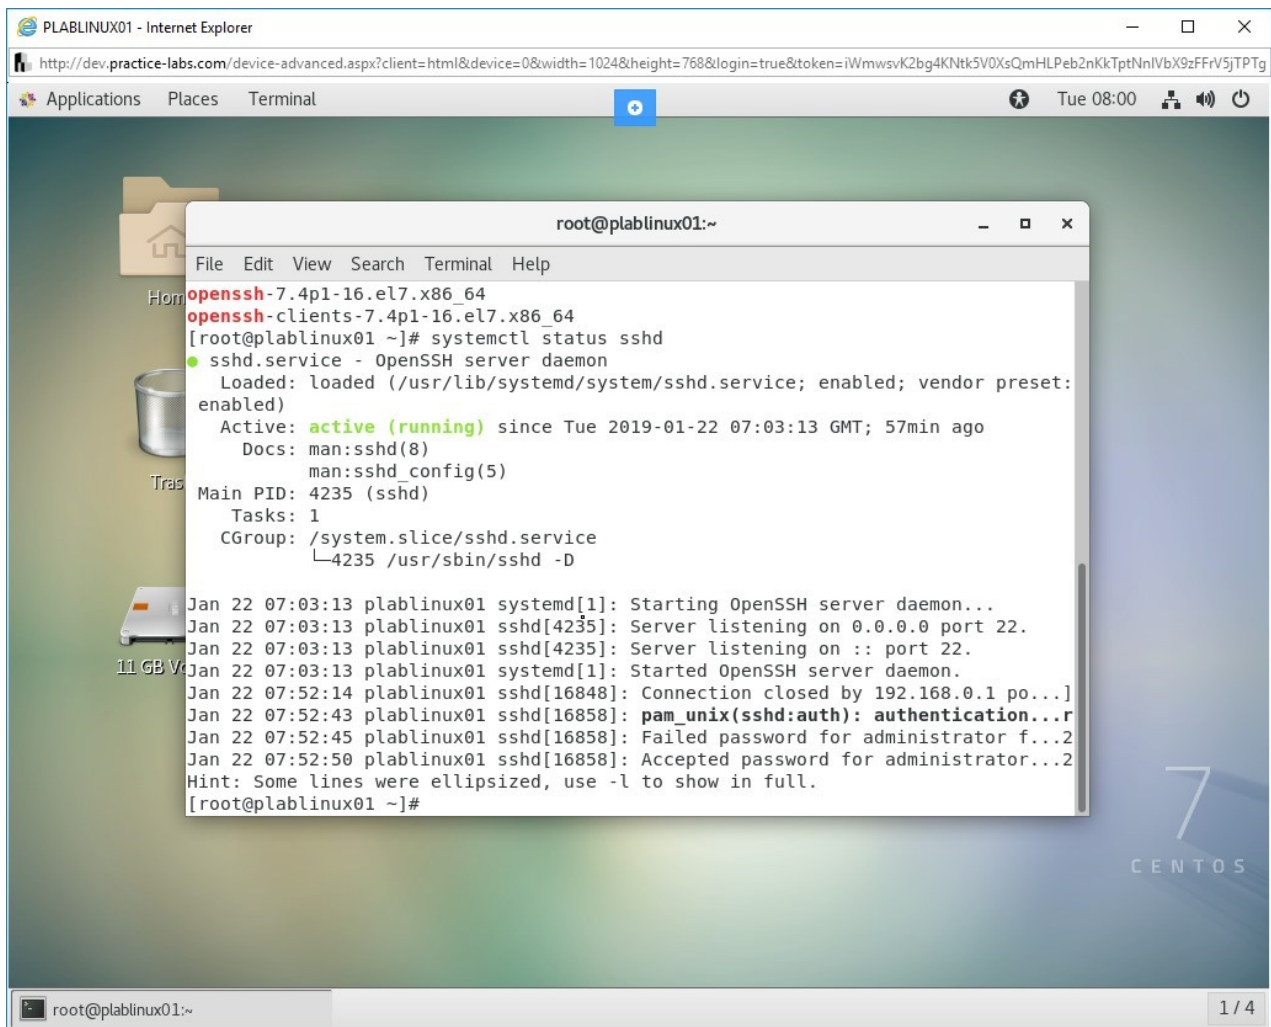 PLABLINUX01 - Internet Explorer
http://dev.practice-labs.com/device-advanced.aspx?client=html&device=0&width=1024&height=768&login=true&token=iWmwsvK2bg4KNtk5V0XsQmHLPeb2nKkTptNnIVbX9zFFrV5jTPTg
Applications Places Terminal Tue 08:00
root@plablinux01:~
File Edit View Search Terminal Help
Hom
openssh-7.4p1-16.el7.x86_64
openssh-clients-7.4p1-16.el7.x86_64
[root@plablinux01 ~]# systemctl status sshd
● sshd.service - OpenSSH server daemon
Loaded: loaded (/usr/lib/systemd/system/sshd.service; enabled; vendor preset:
enabled)
Active: active (running) since Tue 2019-01-22 07:03:13 GMT; 57min ago
Docs: man:sshd(8)
man:sshd_config(5)
Tras
Main PID: 4235 (sshd)
Tasks: 1
CGroup: /system.slice/sshd.service
└─4235 /usr/sbin/sshd -D
Jan 22 07:03:13 plablinux01 systemd[1]: Starting OpenSSH server daemon...
Jan 22 07:03:13 plablinux01 sshd[4235]: Server listening on 0.0.0.0 port 22.
Jan 22 07:03:13 plablinux01 sshd[4235]: Server listening on :: port 22.
11 GB Vo
Jan 22 07:03:13 plablinux01 systemd[1]: Started OpenSSH server daemon.
Jan 22 07:52:14 plablinux01 sshd[16848]: Connection closed by 192.168.0.1 po...]
Jan 22 07:52:43 plablinux01 sshd[16858]: pam_unix(sshd:auth): authentication...r
Jan 22 07:52:45 plablinux01 sshd[16858]: Failed password for administrator f...2
Jan 22 07:52:50 plablinux01 sshd[16858]: Accepted password for administrator...2
Hint: Some lines were ellipsized, use -l to show in full.
[root@plablinux01 ~]#
7
CENTOS
root@plablinux01:~
1 / 4